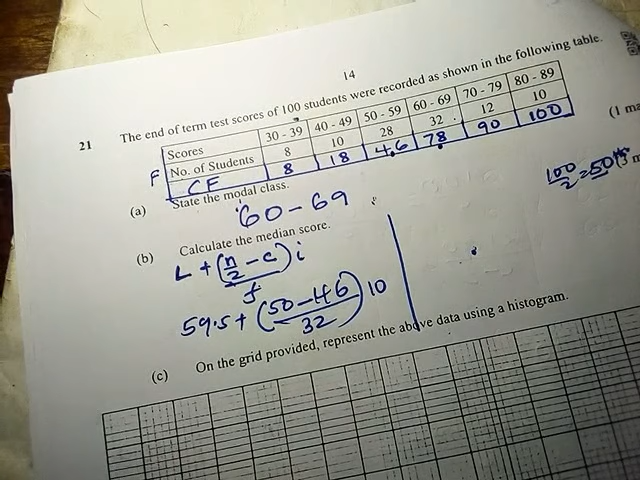 14
21 The end of term test scores of 100 students were recorded as shown in the following table.
Scores 30 - 39 40 - 49 50 - 59 60 - 69 70 - 79 80 - 89
F No. of Students 8 10 28 32 12 10
CF 8 18 46 78 90 100
(1 ma
(a) State the modal class.
60-69
100/2 = 50
(b) Calculate the median score.
L + (n/2 - c / f) i
59.5 + (50-46 / 32) 10
(c) On the grid provided, represent the above data using a histogram.